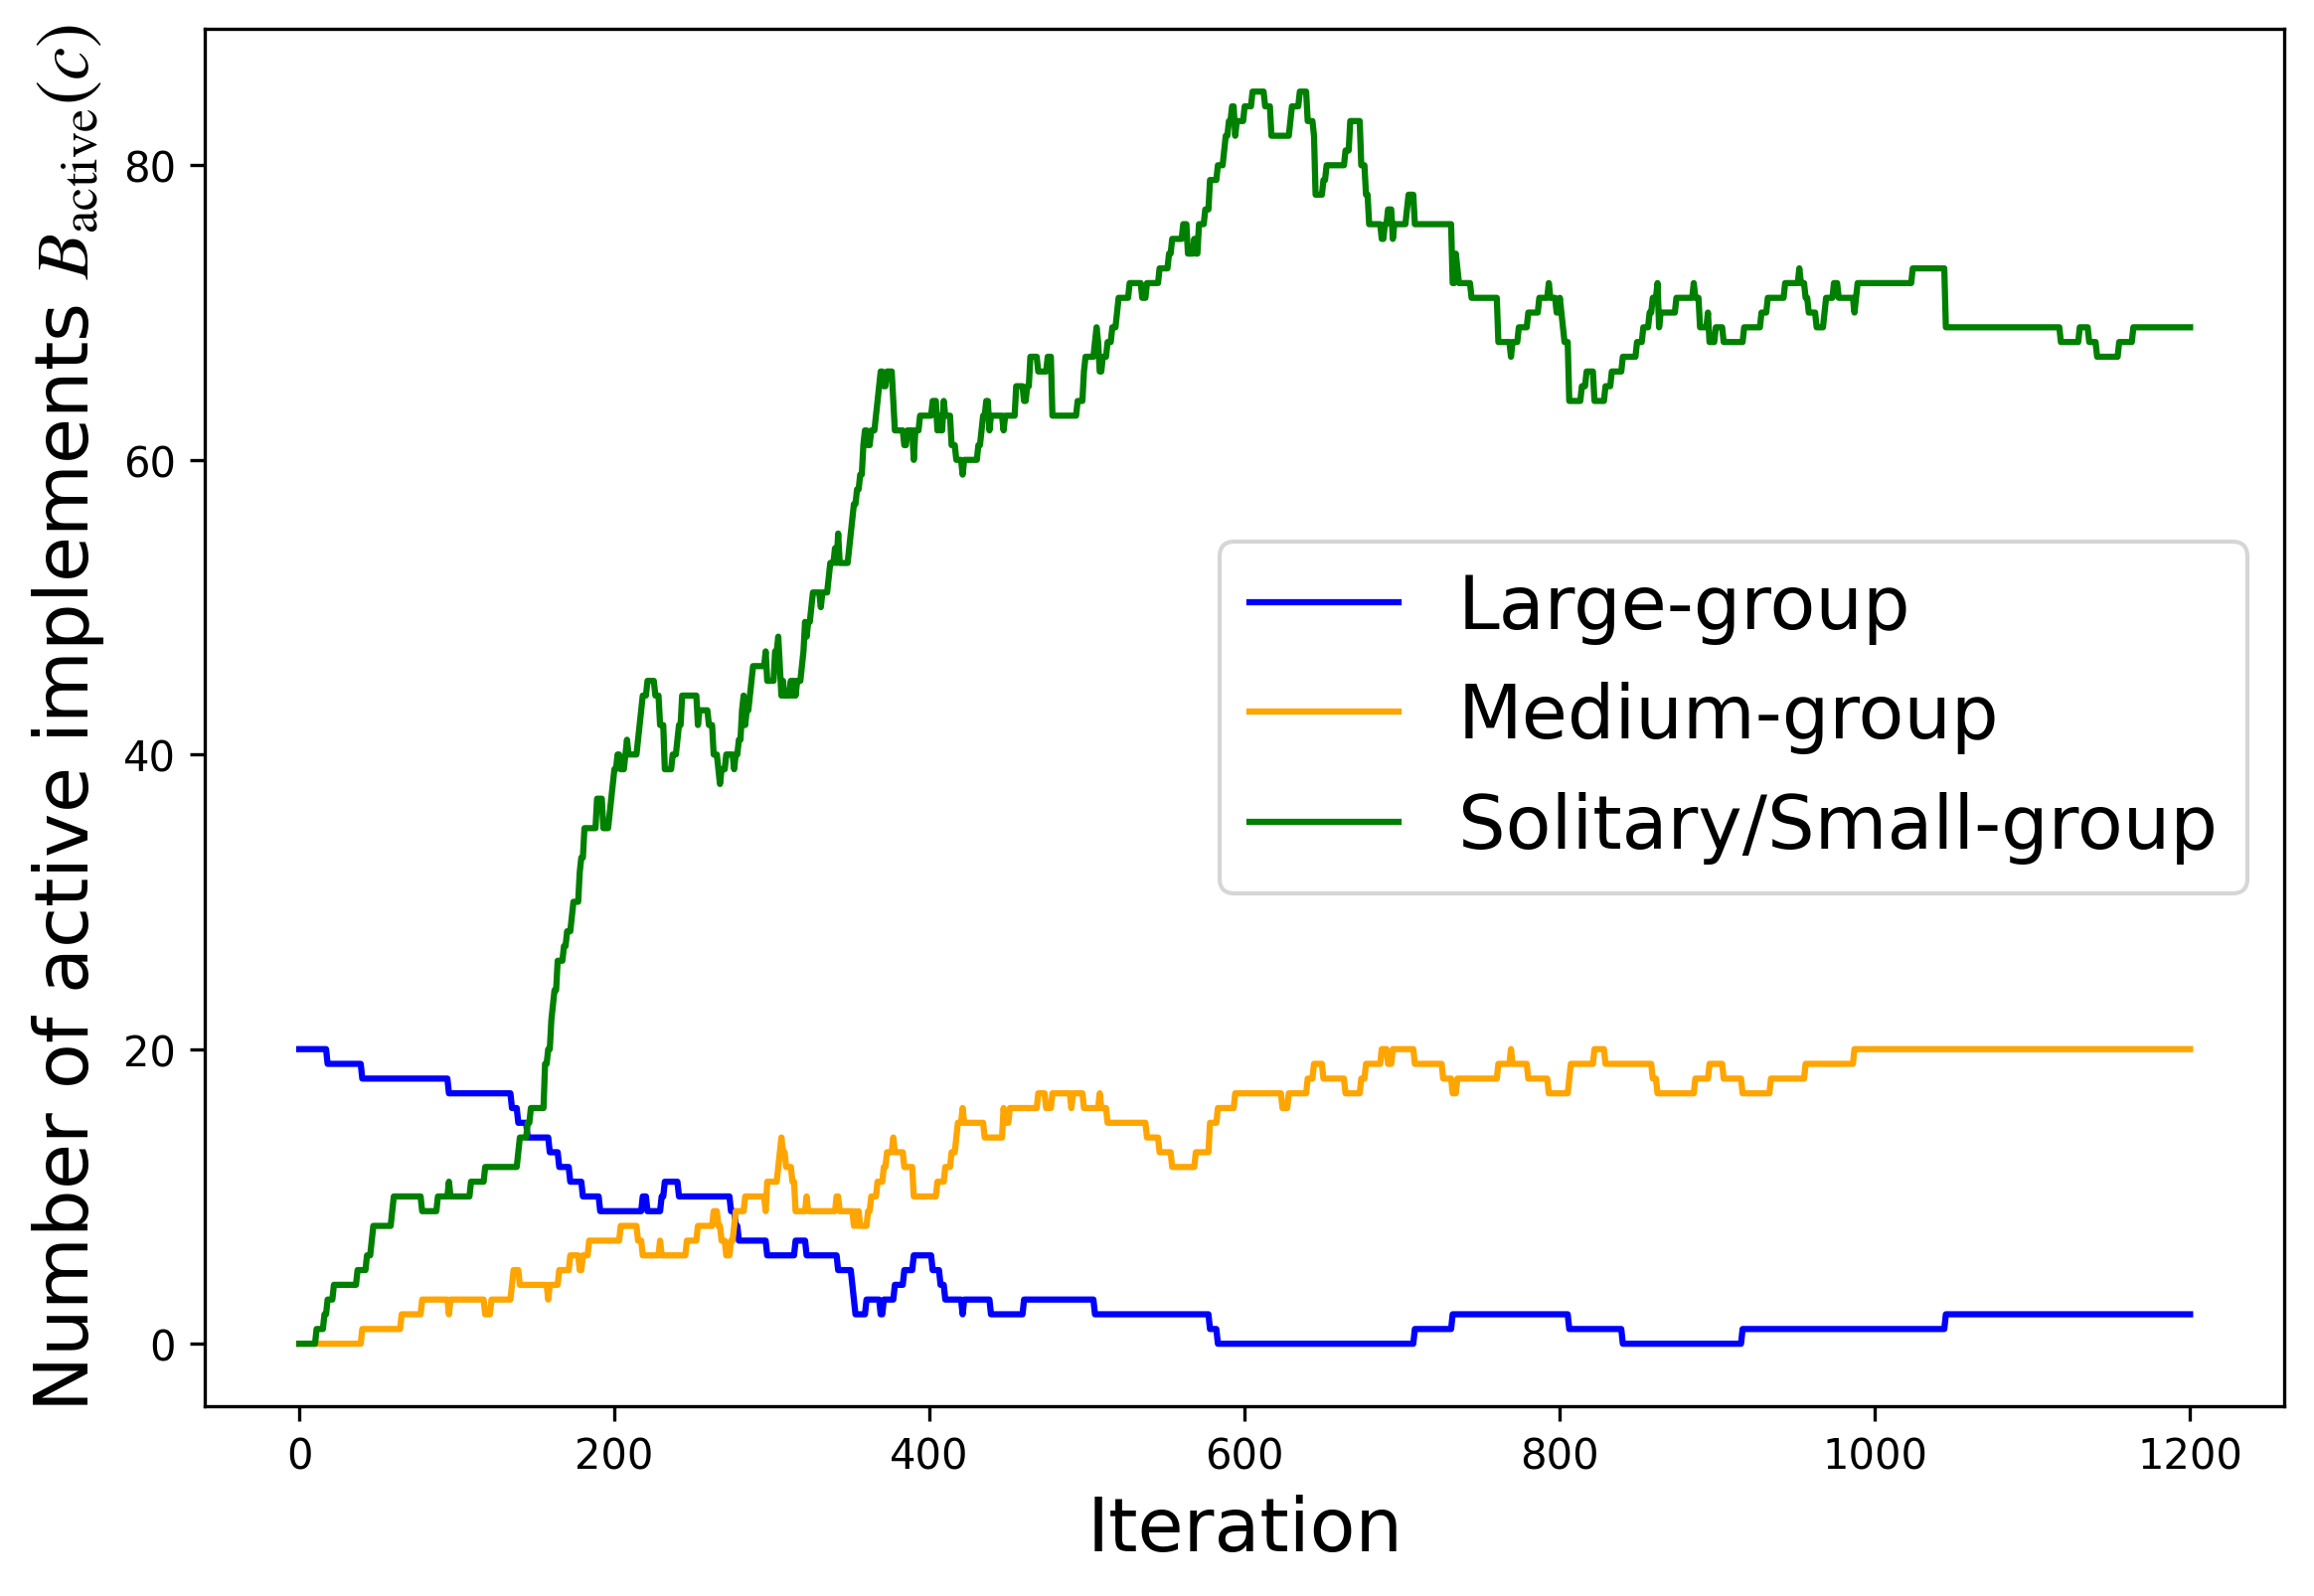 Number of active implements B_active(c)
80
60
40
20
0
Large-group
Medium-group
Solitary/Small-group
0 200 400 600 800 1000 1200
Iteration